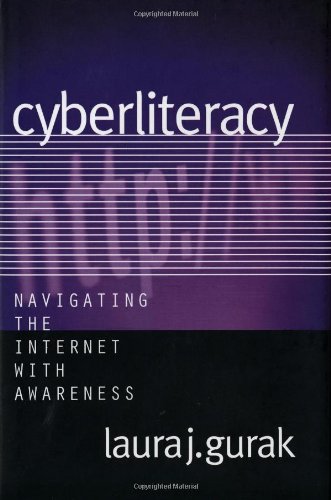 cyberliteracy
http://w
NAVIGATING
THE
INTERNET
WITH
AWARENESS
laura j. gurak